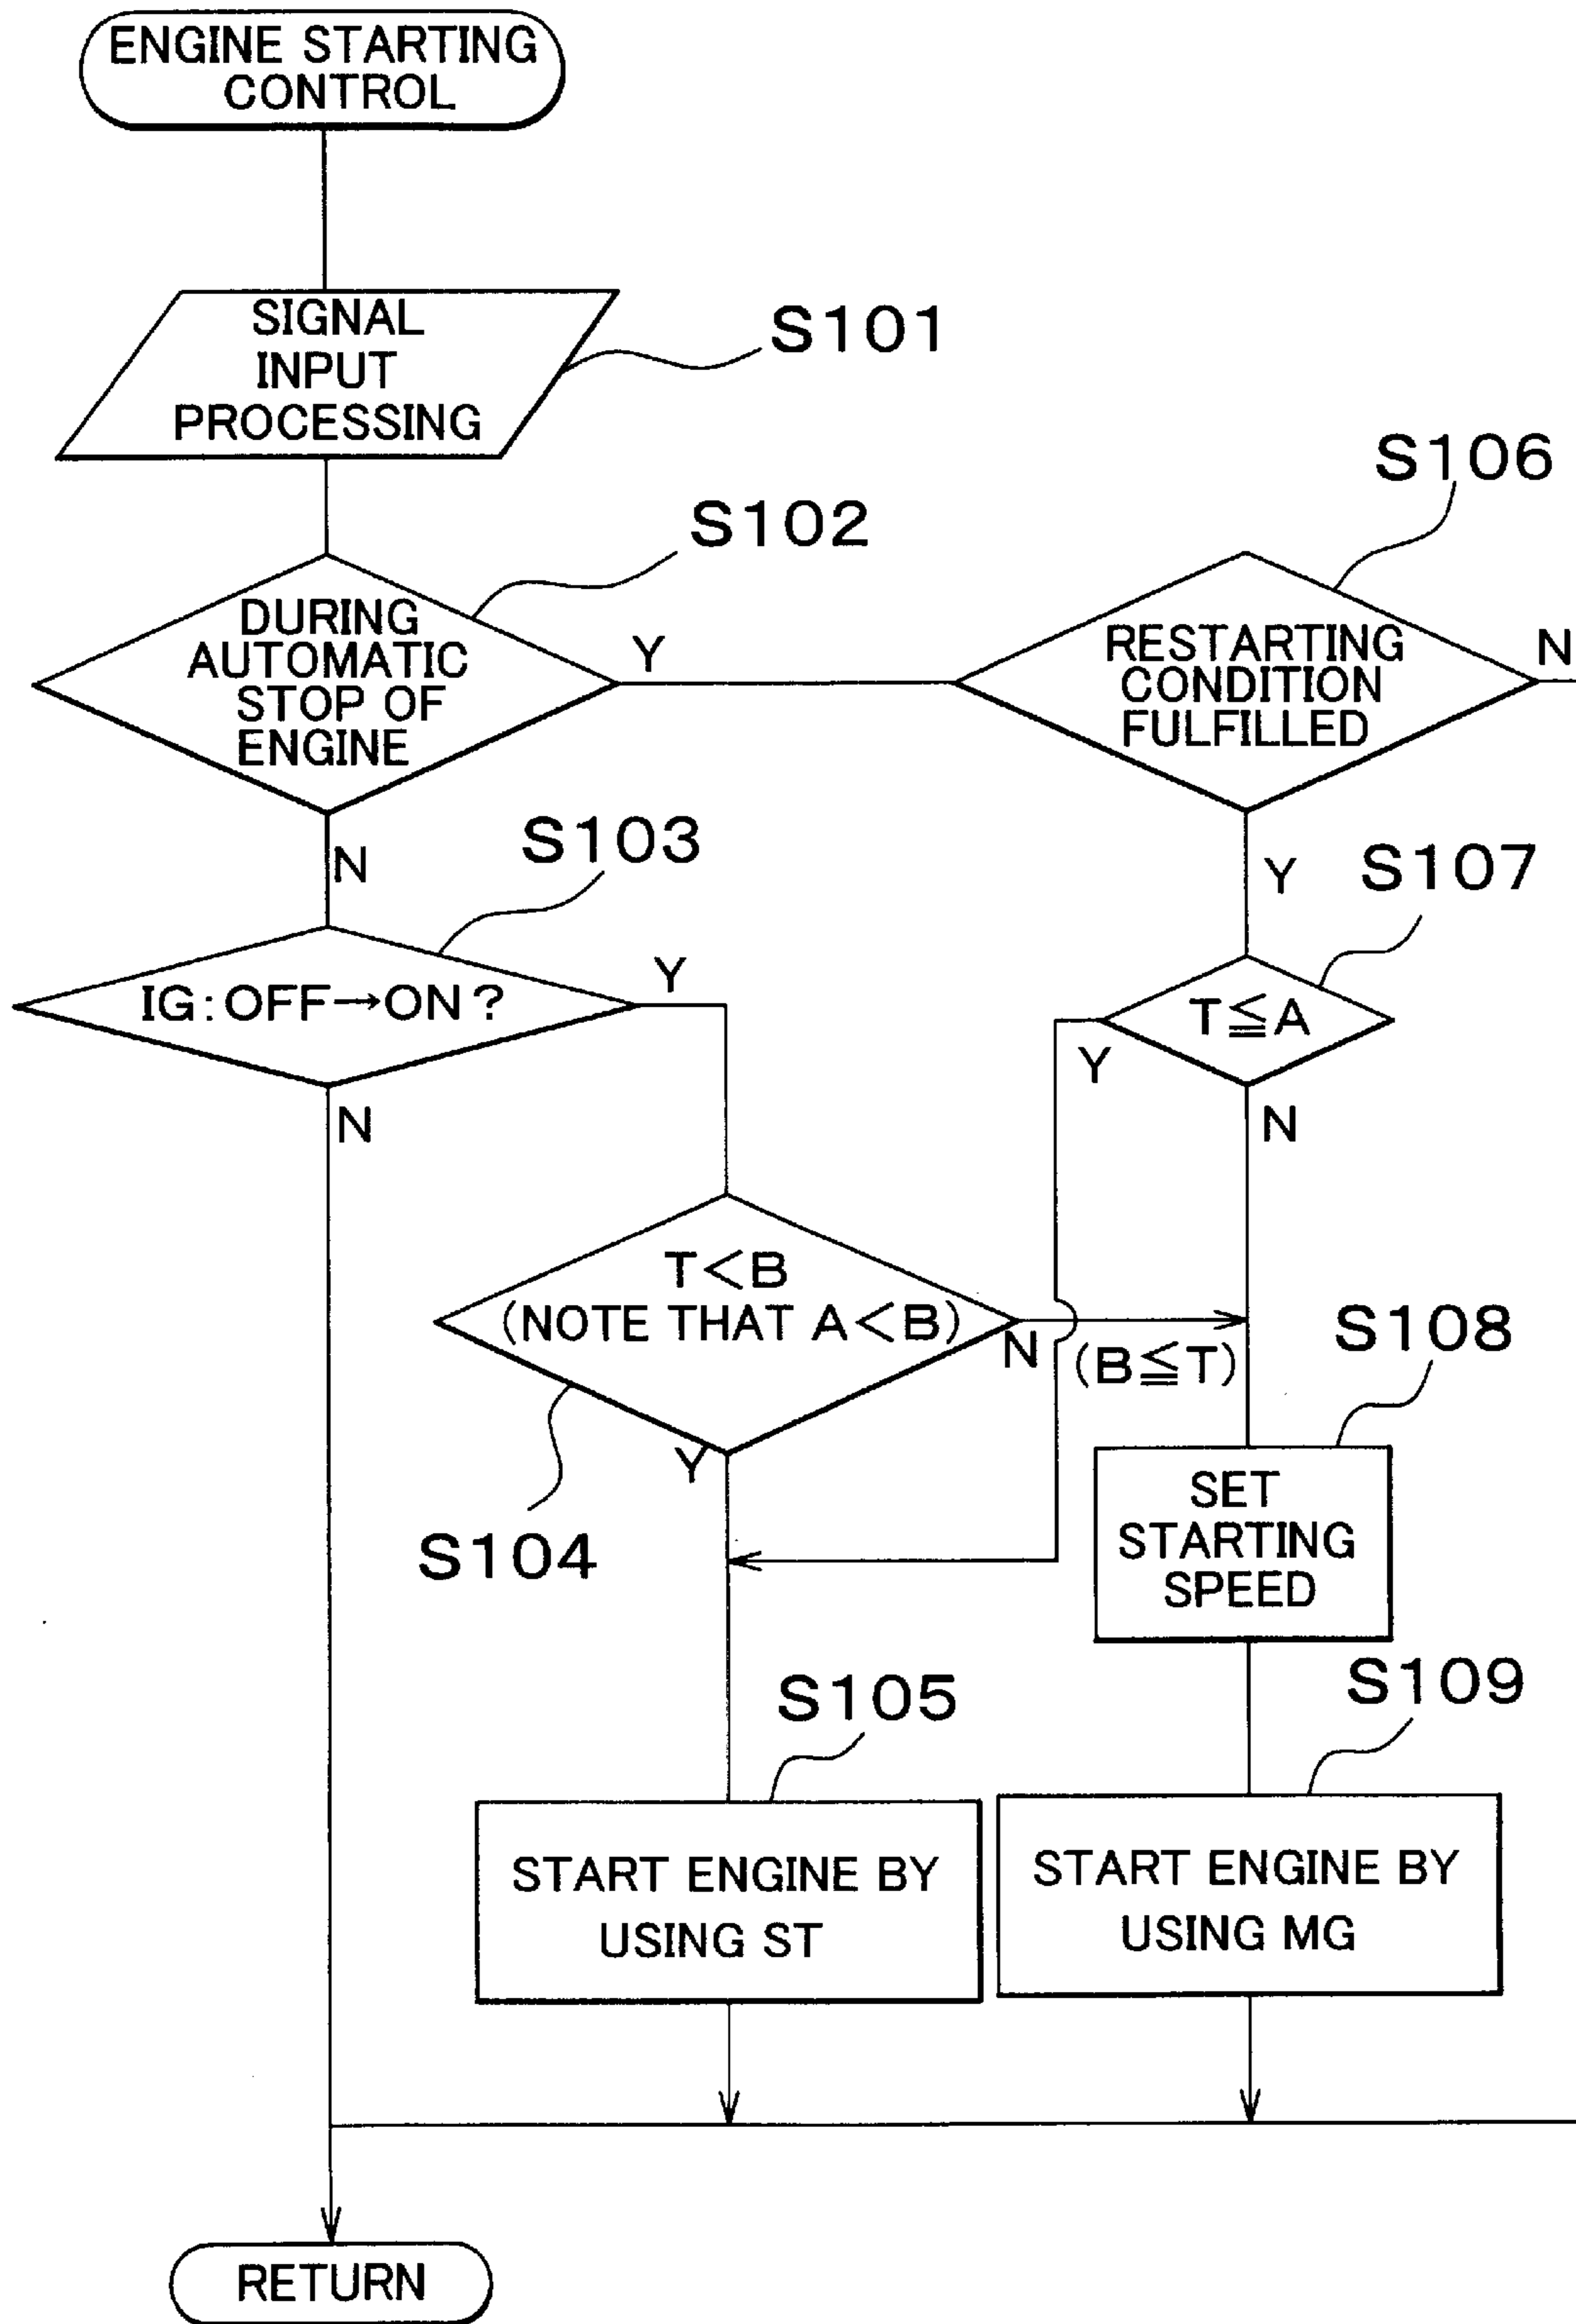 ENGINE STARTING
CONTROL
SIGNAL
INPUT
PROCESSING
S101
S102
DURING
AUTOMATIC
STOP OF
ENGINE
Y
N
S106
RESTARTING
CONDITION
FULFILLED
N
Y
S103
IG:OFF→ON?
Y
N
S107
T≦A
Y
N
T<B
(NOTE THAT A<B)
N
(B≦T)
Y
S104
S108
SET
STARTING
SPEED
S105
START ENGINE BY
USING ST
S109
START ENGINE BY
USING MG
RETURN